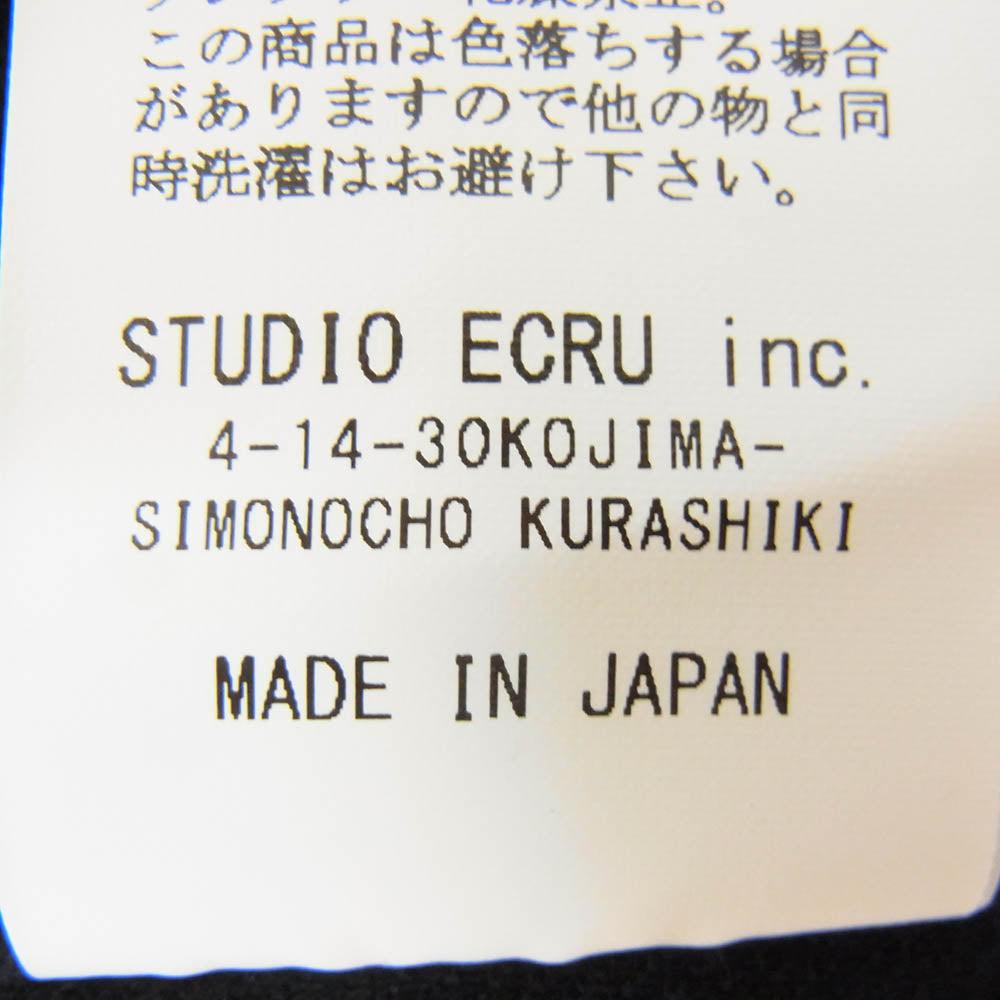 この商品は色落ちする場合
がありますので他の物と同
時洗濯はお避け下さい。
STUDIO ECRU inc.
4-14-30KOJIMA-
SIMONOCHO KURASHIKI
MADE IN JAPAN